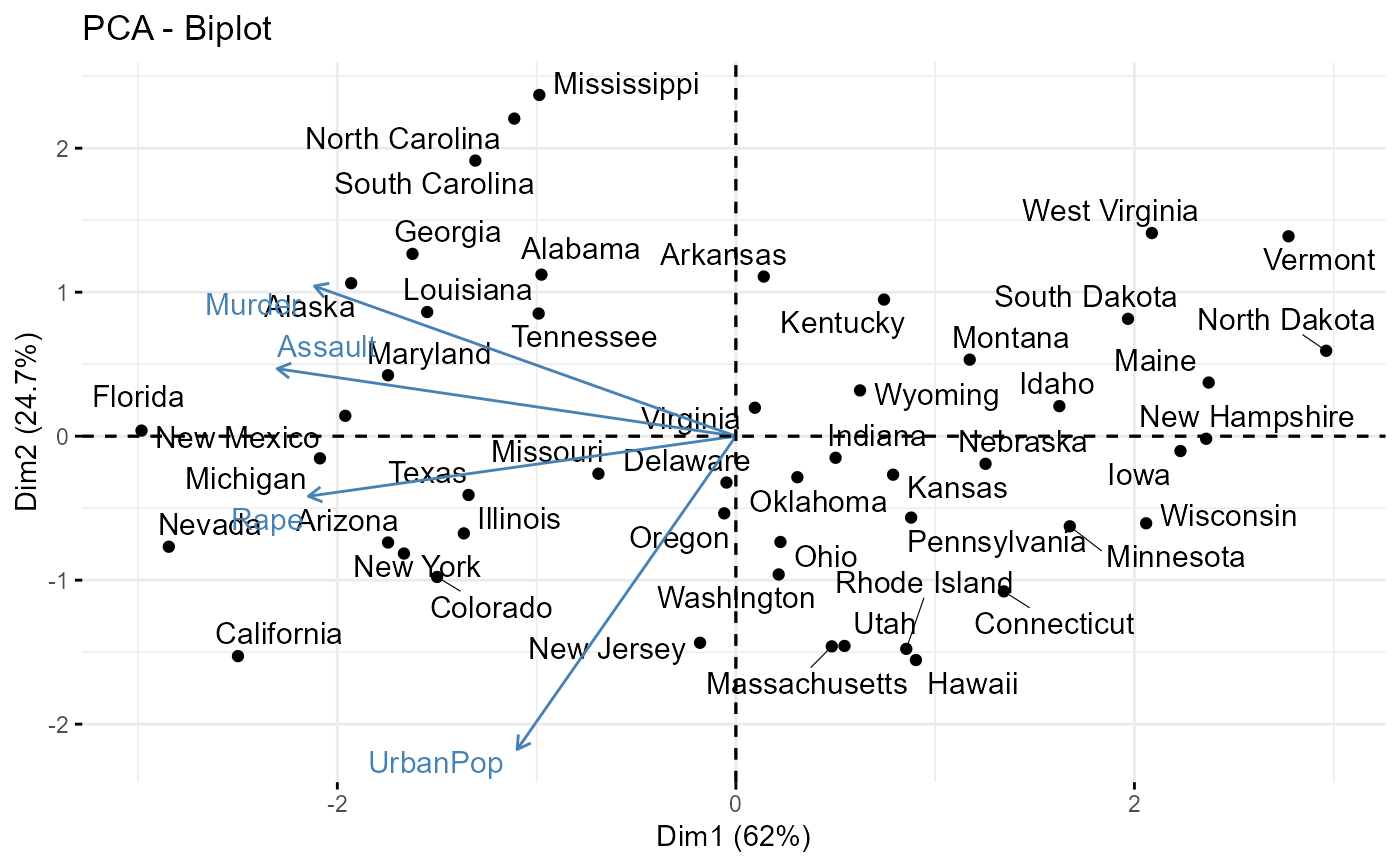 PCA - Biplot
Mississippi
North Carolina
South Carolina
West Virginia
Georgia
Alabama
Arkansas
Vermont
Louisiana
South Dakota
Murder
Alaska
Kentucky
North Dakota
Tennessee
Montana
Assault
Maryland
Maine
Idaho
Florida
Wyoming
Virginia
New Hampshire
New Mexico
Indiana
Nebraska
Missouri
Delaware
Michigan
Texas
Iowa
Kansas
Oklahoma
Nevada
Rape
Arizona
Illinois
Wisconsin
Oregon
Pennsylvania
Ohio
Minnesota
New York
Rhode Island
Colorado
Washington
Utah
Connecticut
California
New Jersey
Massachusetts
Hawaii
UrbanPop
2
1
0
-1
-2
Dim2 (24.7%)
-2
0
2
Dim1 (62%)